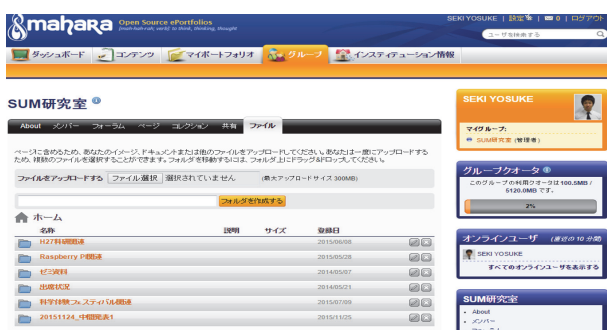 mahara Open Source ePortfolios
SEKI YOSUKE | 設定 | 0 | ログアウト
ユーザを検索する
ダッシュボード コンテンツ マイポートフォリオ グループ インスティテューション情報
SUM研究室
About メンバー フォーラム ページ コレクション 共有 ファイル
ページに含めるため、あなたのイメージ、ドキュメントまたは他のファイルをアップロードしてください。あなたは一度にアップロードする
ため、複数のファイルを選択することができます。フォルダを移動するには、フォルダ上にドラッグ&ドロップしてください。
ファイルをアップロードする ファイル選択 選択されていません (最大アップロードサイズ 300MB)
フォルダを作成する
ホーム
名称 説明 サイズ 登録日
H27科研関連 2015/06/08
Raspberry Pi関連 2015/05/28
ゼミ資料 2014/05/07
出席状況 2014/05/21
科学体験フェスティバル関連 2015/07/09
20151124_中間発表1 2015/11/25
SEKI YOSUKE
マイグループ:
SUM研究室 (管理者)
グループクオータ
このグループの利用クオータは100.5MB /
5120.0MB です。
2%
オンラインユーザ (直近の 10 分間)
SEKI YOSUKE
すべてのオンラインユーザを表示する
SUM研究室
About
メンバー